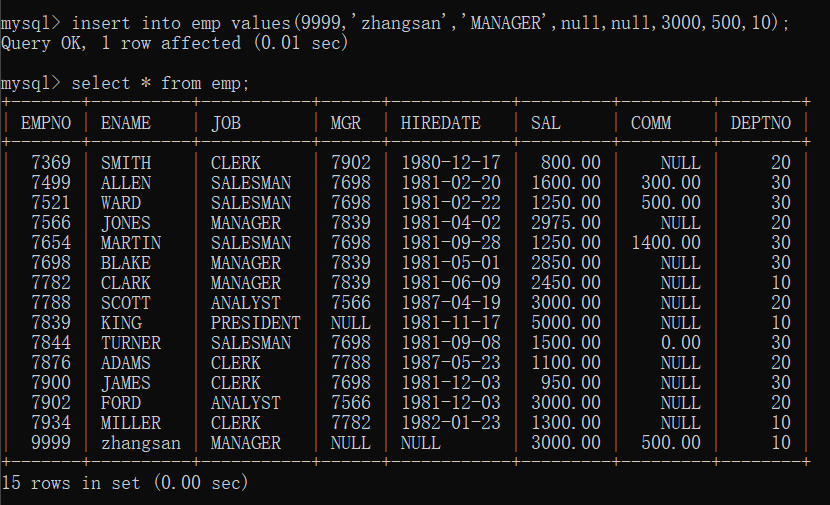 mysql> insert into emp values(9999,'zhangsan','MANAGER',null,null,3000,500,10);
Query OK, 1 row affected (0.01 sec)
mysql> select * from emp;
+-------+----------+-----------+------+------------+---------+---------+--------+
| EMPNO | ENAME    | JOB       | MGR  | HIREDATE   | SAL     | COMM    | DEPTNO |
+-------+----------+-----------+------+------------+---------+---------+--------+
|  7369 | SMITH    | CLERK     | 7902 | 1980-12-17 |  800.00 |    NULL |     20 |
|  7499 | ALLEN    | SALESMAN  | 7698 | 1981-02-20 | 1600.00 |  300.00 |     30 |
|  7521 | WARD     | SALESMAN  | 7698 | 1981-02-22 | 1250.00 |  500.00 |     30 |
|  7566 | JONES    | MANAGER   | 7839 | 1981-04-02 | 2975.00 |    NULL |     20 |
|  7654 | MARTIN   | SALESMAN  | 7698 | 1981-09-28 | 1250.00 | 1400.00 |     30 |
|  7698 | BLAKE    | MANAGER   | 7839 | 1981-05-01 | 2850.00 |    NULL |     30 |
|  7782 | CLARK    | MANAGER   | 7839 | 1981-06-09 | 2450.00 |    NULL |     10 |
|  7788 | SCOTT    | ANALYST   | 7566 | 1987-04-19 | 3000.00 |    NULL |     20 |
|  7839 | KING     | PRESIDENT | NULL | 1981-11-17 | 5000.00 |    NULL |     10 |
|  7844 | TURNER   | SALESMAN  | 7698 | 1981-09-08 | 1500.00 |    0.00 |     30 |
|  7876 | ADAMS    | CLERK     | 7788 | 1987-05-23 | 1100.00 |    NULL |     20 |
|  7900 | JAMES    | CLERK     | 7698 | 1981-12-03 |  950.00 |    NULL |     30 |
|  7902 | FORD     | ANALYST   | 7566 | 1981-12-03 | 3000.00 |    NULL |     20 |
|  7934 | MILLER   | CLERK     | 7782 | 1982-01-23 | 1300.00 |    NULL |     10 |
|  9999 | zhangsan | MANAGER   | NULL | NULL       | 3000.00 |  500.00 |     10 |
+-------+----------+-----------+------+------------+---------+---------+--------+
15 rows in set (0.00 sec)